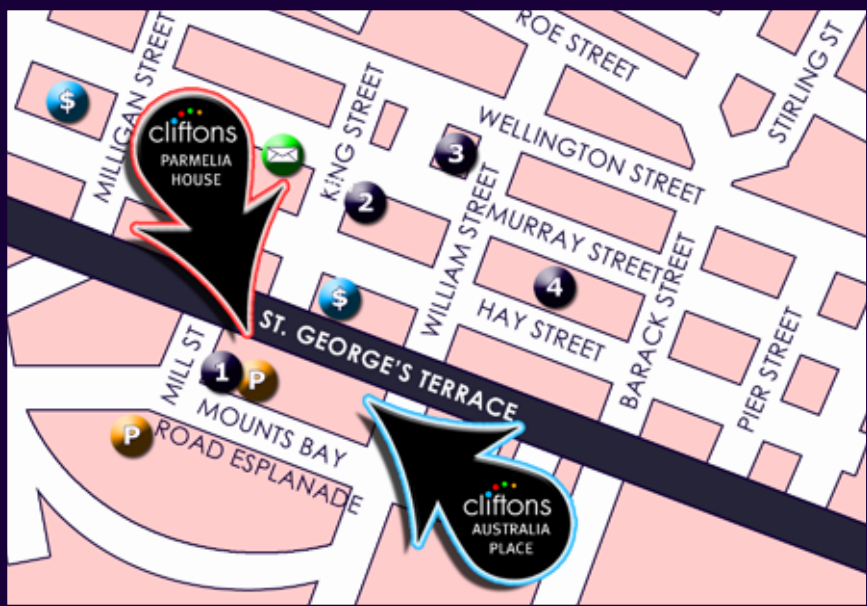 ROE STREET
STIRLING ST
MILLIGAN STREET
$
cliftons
PARMELIA
HOUSE
KING STREET
3
WELLINGTON STREET
2
WILLIAM STREET
MURRAY STREET
4
HAY STREET
BARACK STREET
PIER STREET
$
ST. GEORGE'S TERRACE
MILL ST
1
P
MOUNTS BAY
ROAD ESPLANADE
P
cliftons
AUSTRALIA
PLACE